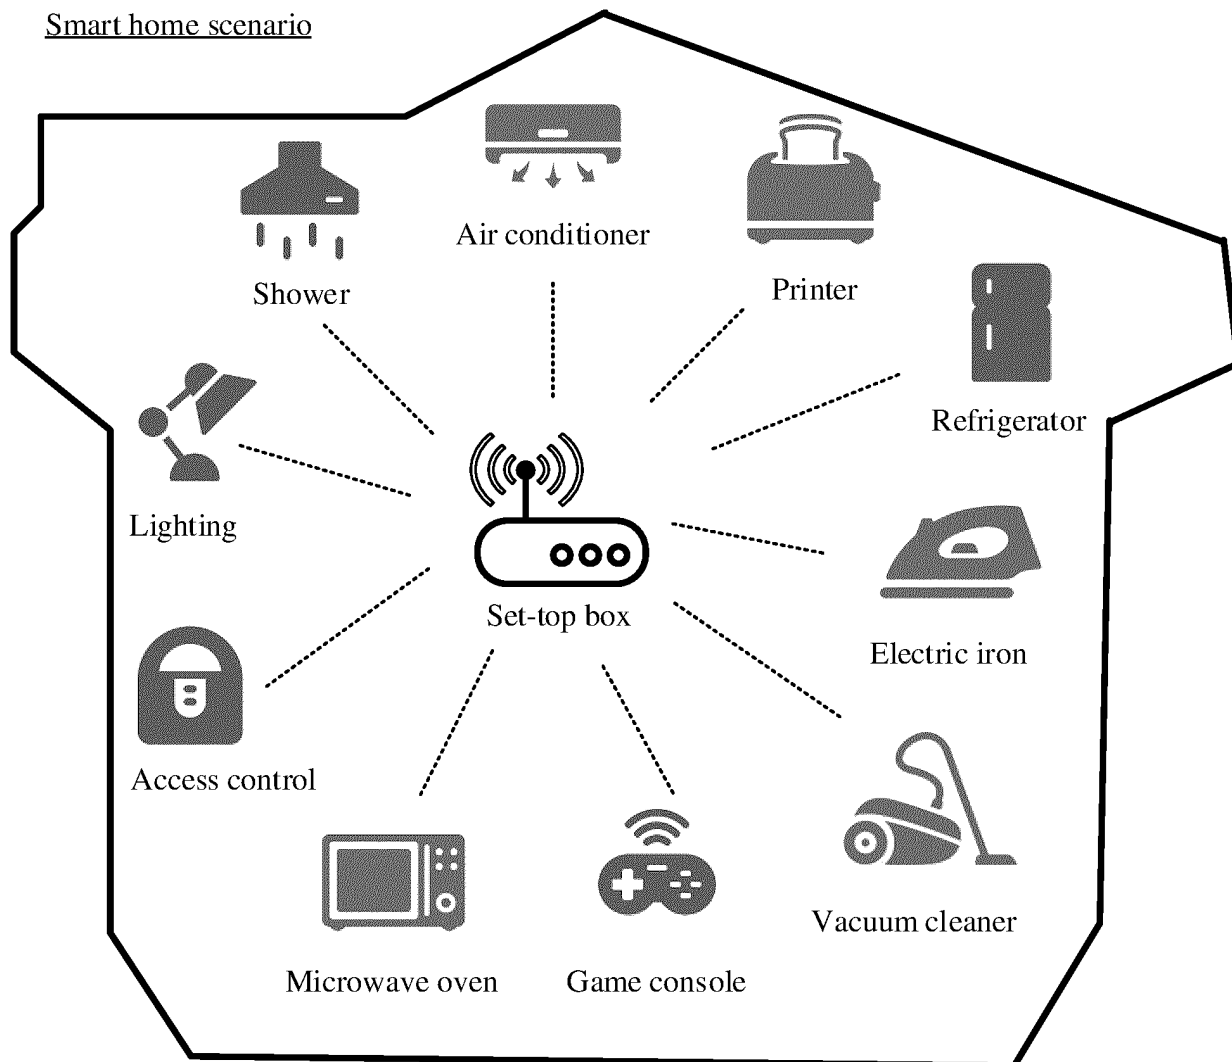 Smart home scenario
Air conditioner
Shower
Printer
Refrigerator
Lighting
Set-top box
Electric iron
Access control
Vacuum cleaner
Microwave oven
Game console